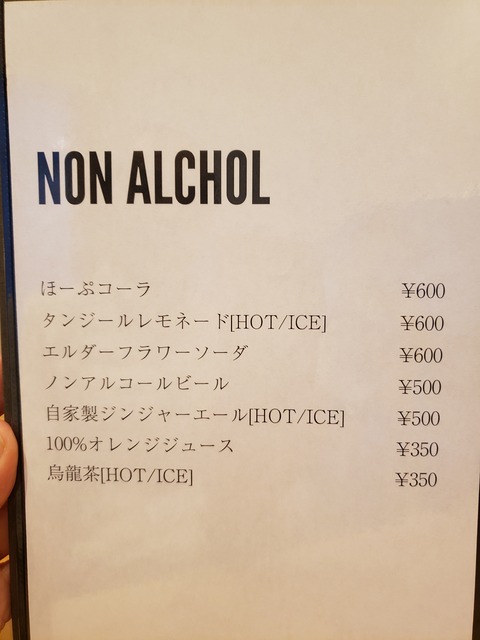 NON ALCHOL
ほーぷコーラ ¥600
タンジールレモネード[HOT/ICE] ¥600
エルダーフラワーソーダ ¥600
ノンアルコールビール ¥500
自家製ジンジャーエール[HOT/ICE] ¥500
100%オレンジジュース ¥350
烏龍茶[HOT/ICE] ¥350